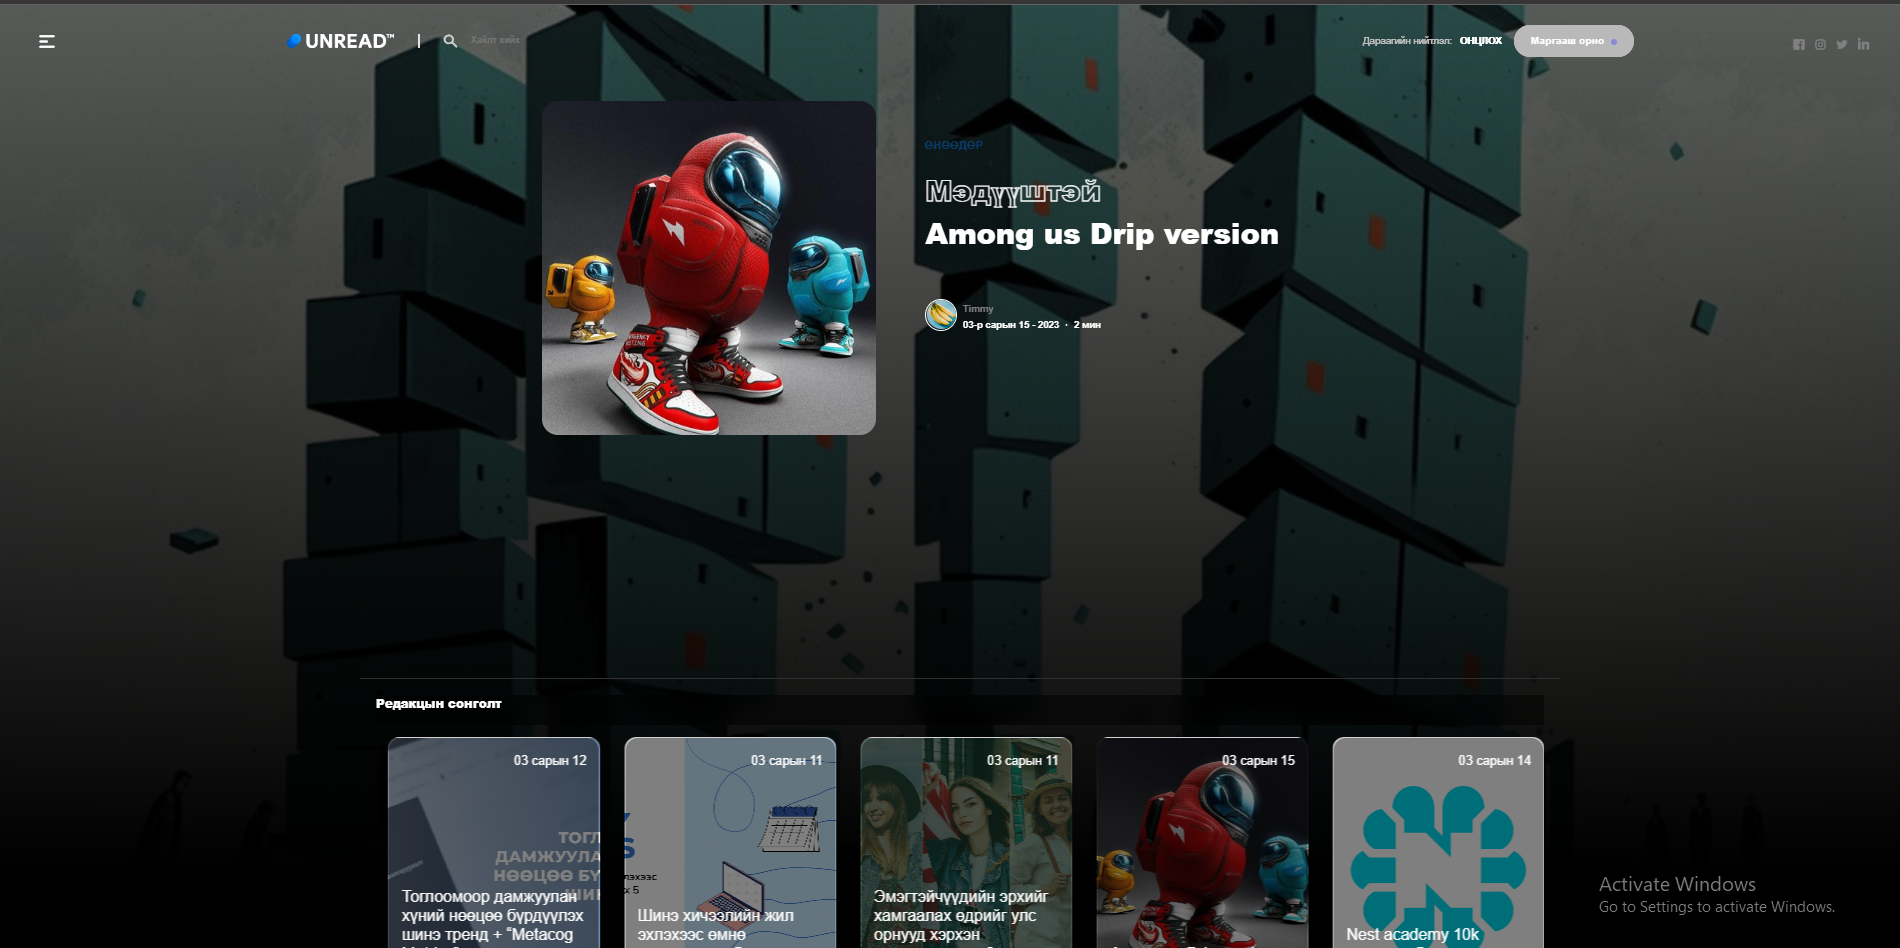 UNREAD™
Хайлт хийх
Дараагийн нийтлэл: ОНЦЛОХ
Маргааш орно
ӨНӨӨДӨР
Мэдүүштэй
Among us Drip version
Timmy
03-р сарын 15 - 2023 · 2 мин
Редакцын сонголт
03 сарын 12
ТОГЛ
ДАМЖУУЛА
НӨӨЦӨӨ БҮ
ШИН
Тоглоомоор дамжуулан
хүний нөөцөө бүрдүүлэх
шинэ тренд + “Metacog
03 сарын 11
Y
S
лэхээс
х 5
Шинэ хичээлийн жил
эхлэхээс өмнө
03 сарын 11
Эмэгтэйчүүдийн эрхийг
хамгаалах өдрийг улс
орнууд хэрхэн
03 сарын 15
03 сарын 14
Nest academy 10k
Activate Windows
Go to Settings to activate Windows.